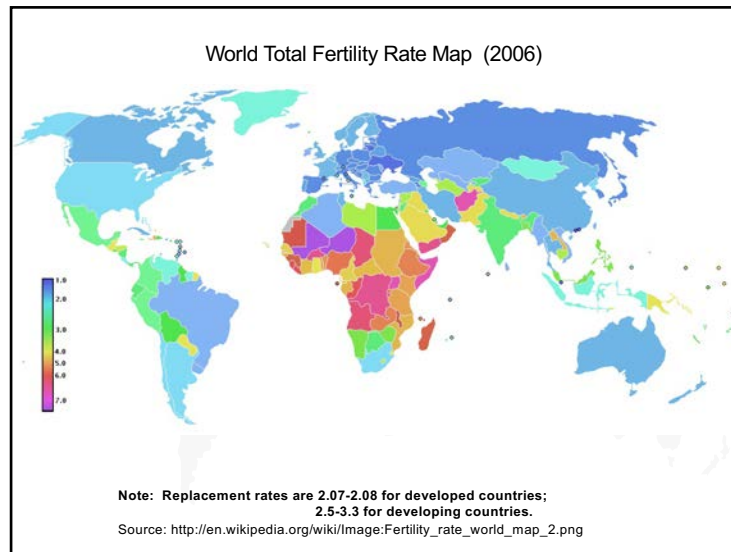 World Total Fertility Rate Map (2006)
1.0
2.0
3.0
4.0
5.0
6.0
7.0
Note: Replacement rates are 2.07-2.08 for developed countries;
2.5-3.3 for developing countries.
Source: http://en.wikipedia.org/wiki/Image:Fertility_rate_world_map_2.png